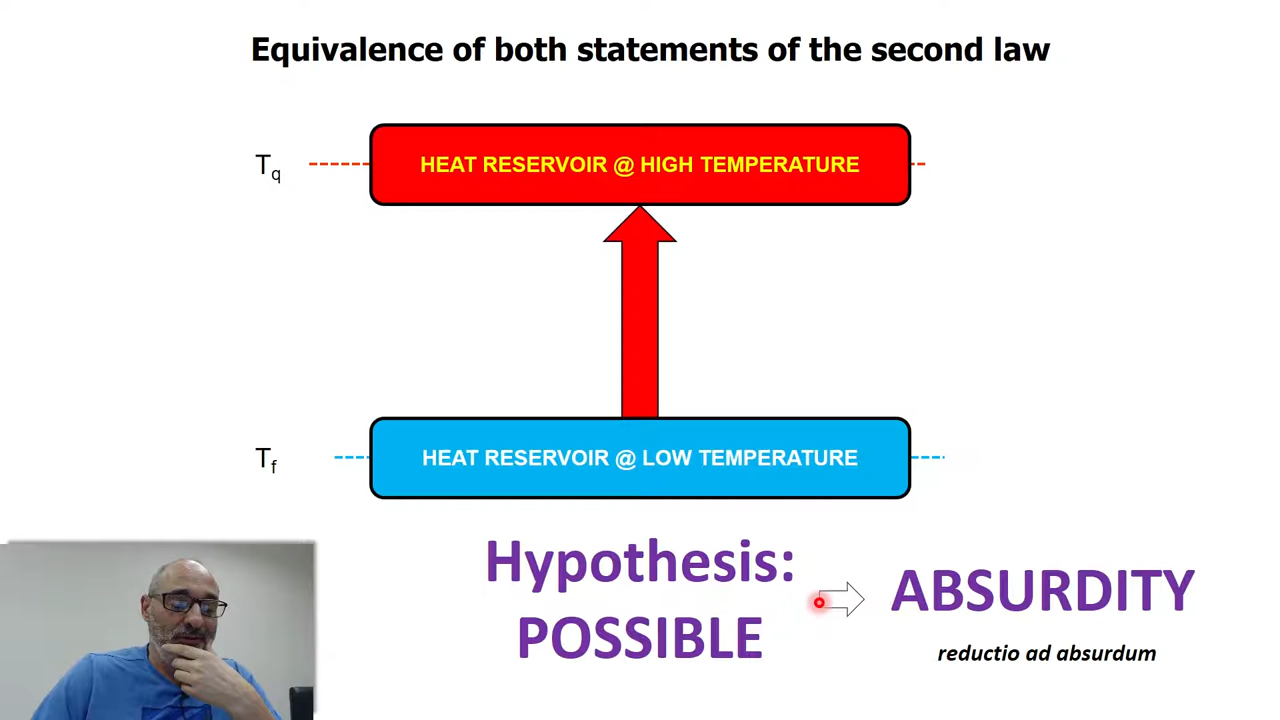 Equivalence of both statements of the second law
Tq
HEAT RESERVOIR @ HIGH TEMPERATURE
Tf
HEAT RESERVOIR @ LOW TEMPERATURE
Hypothesis:
POSSIBLE
ABSURDITY
reductio ad absurdum